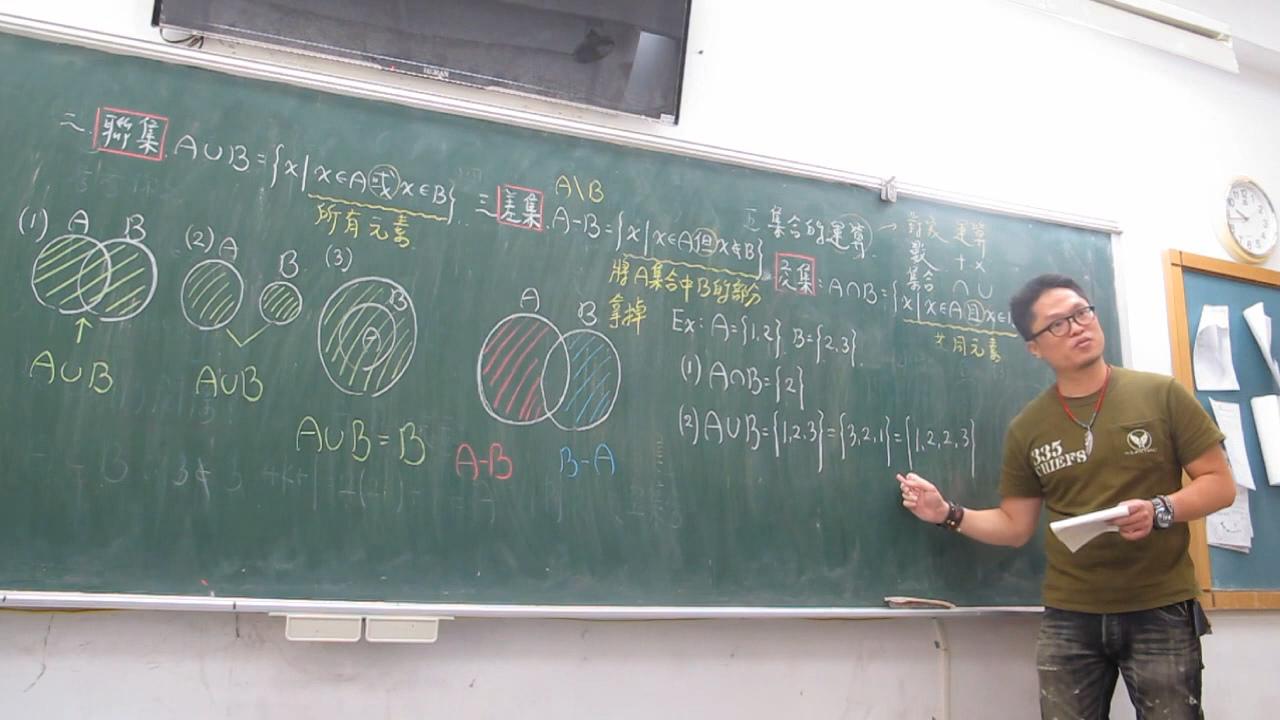 二. 聯集 A∪B={x|x∈A或x∈B}
所有元素
(1) A B
A∪B
(2) A B
A∪B
(3) B
A
A∪B=B
三. 差集 A\B
A-B={x|x∈A但x∉B}
將A集合中B的部分
拿掉
A B
A-B B-A
五. 集合的運算 → 對象 運算
數 + ×
集合 ∩ ∪
交集: A∩B={x|x∈A且x∈
共同元素
Ex: A={1,2} B={2,3}
(1) A∩B={2}
(2) A∪B={1,2,3}={3,2,1}={1,2,2,3}
335
CHIEFS